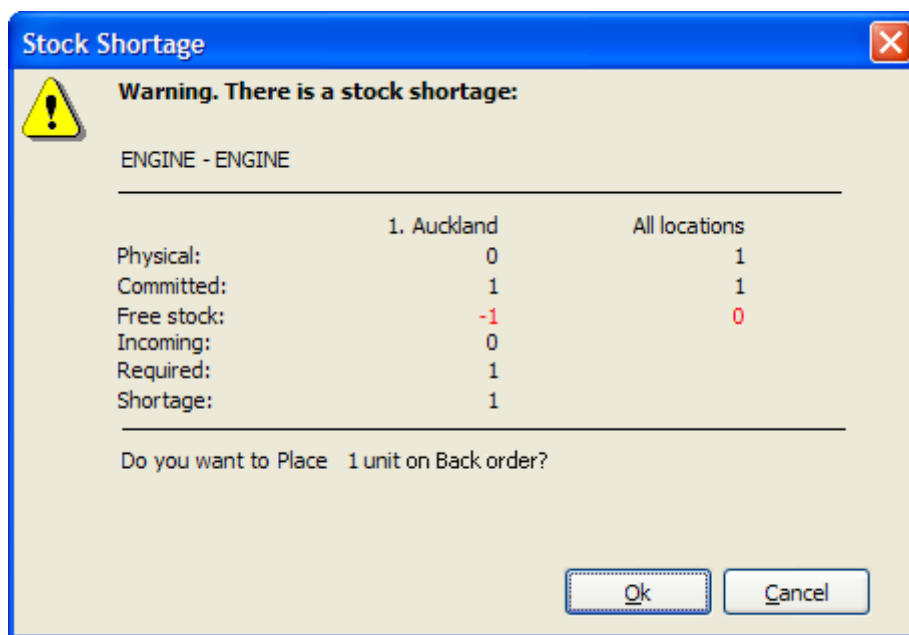 Stock Shortage
Warning. There is a stock shortage:
ENGINE - ENGINE
1. Auckland All locations
Physical: 0 1
Committed: 1 1
Free stock: -1 0
Incoming: 0
Required: 1
Shortage: 1
Do you want to Place 1 unit on Back order?
Ok Cancel